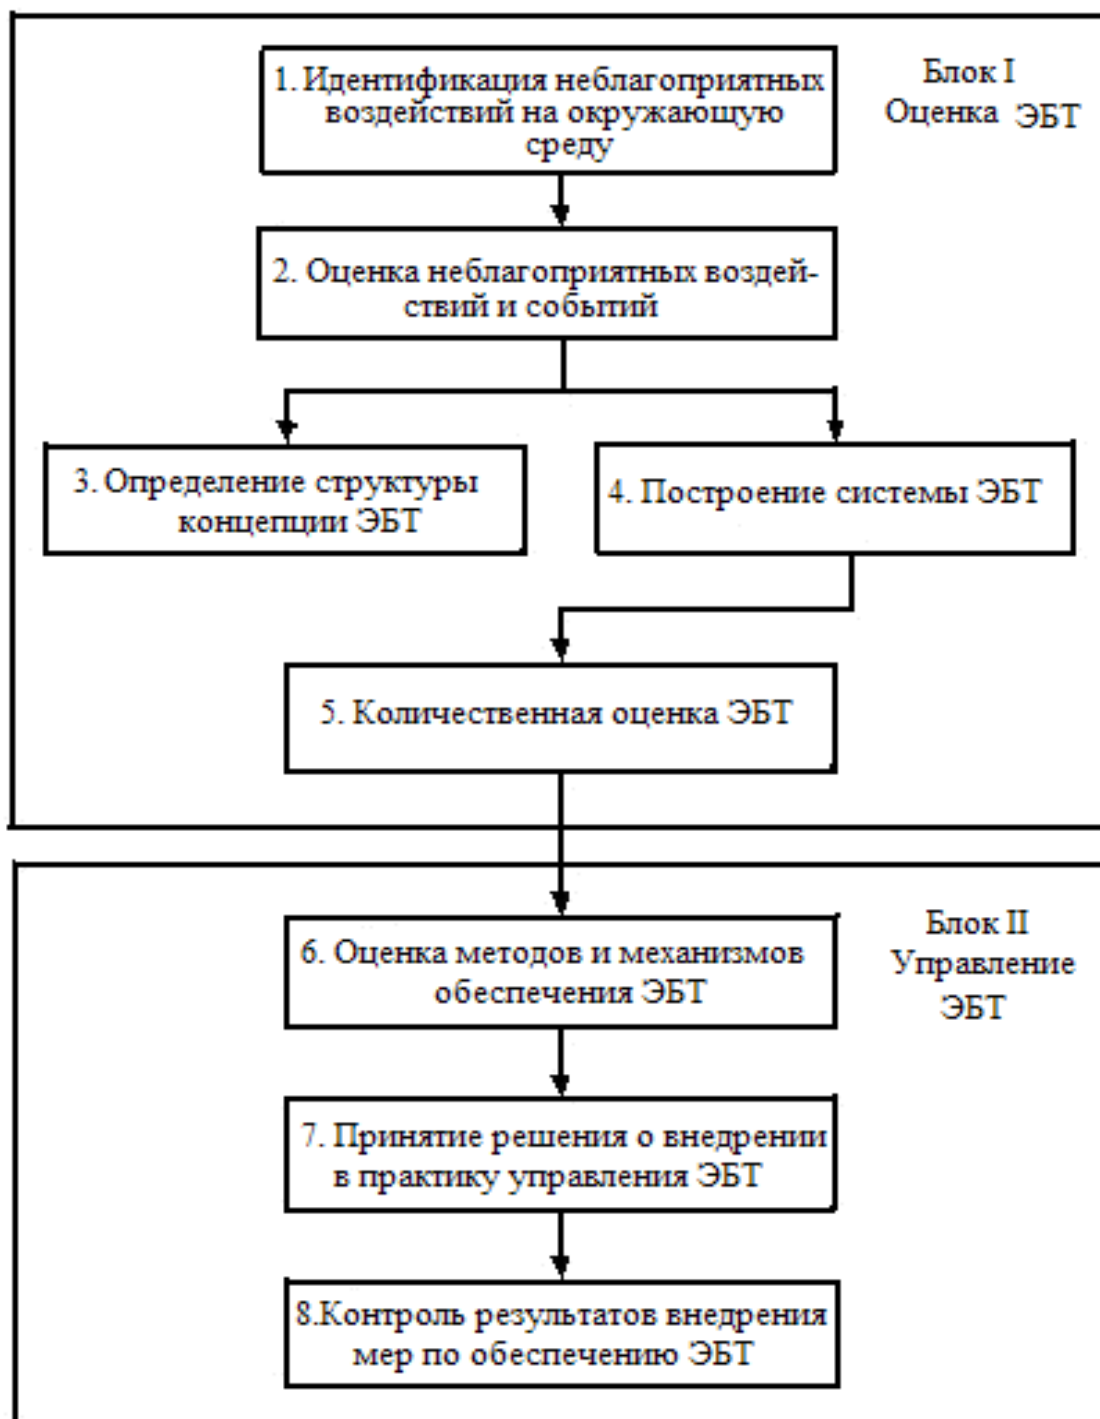 1. Идентификация неблагоприятных
воздействий на окружающую
среду
Блок I
Оценка ЭБТ
2. Оценка неблагоприятных воздей-
ствий и событий
3. Определение структуры
концепции ЭБТ
4. Построение системы ЭБТ
5. Количественная оценка ЭБТ
6. Оценка методов и механизмов
обеспечения ЭБТ
Блок II
Управление
ЭБТ
7. Принятие решения о внедрении
в практику управления ЭБТ
8.Контроль результатов внедрения
мер по обеспечению ЭБТ